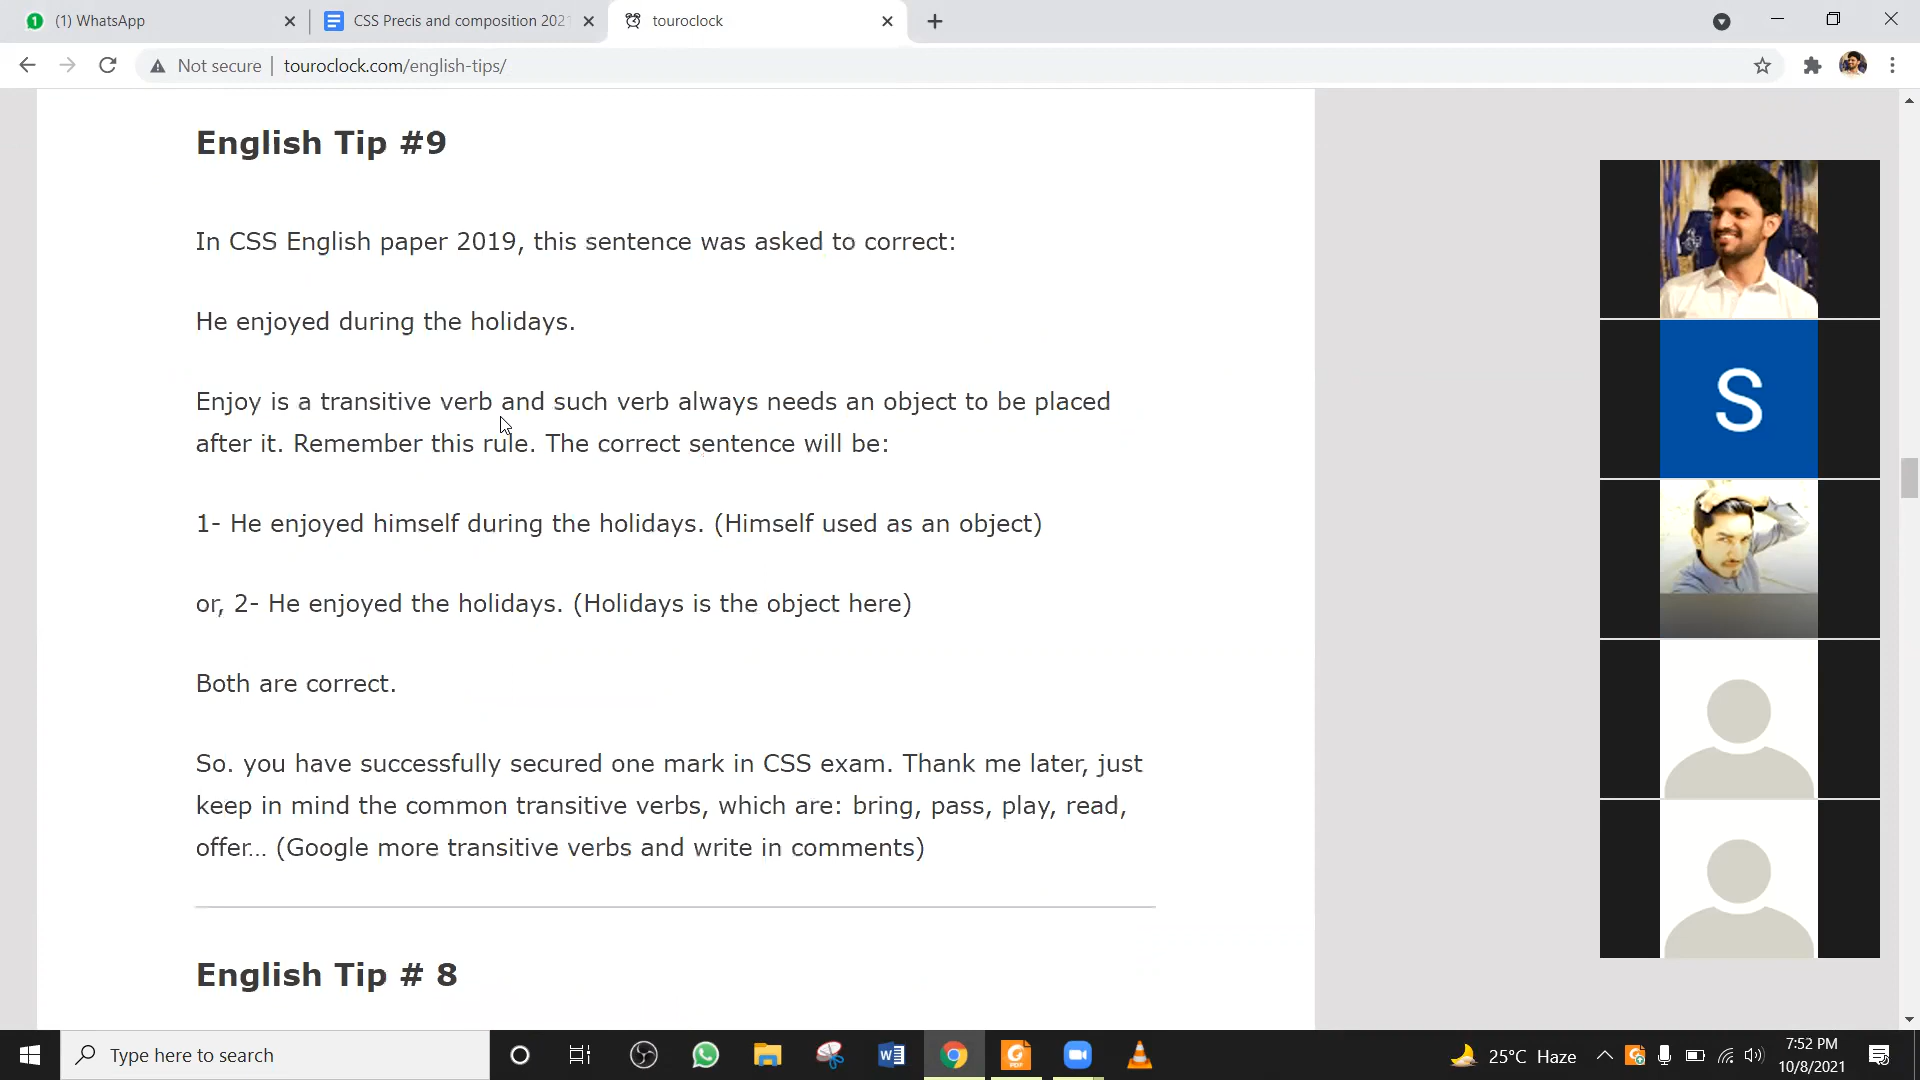 (1) WhatsApp
CSS Precis and composition 2021
touroclock
Not secure
touroclock.com/english-tips/
English Tip #9
In CSS English paper 2019, this sentence was asked to correct:
He enjoyed during the holidays.
Enjoy is a transitive verb and such verb always needs an object to be placed
after it. Remember this rule. The correct sentence will be:
1- He enjoyed himself during the holidays. (Himself used as an object)
or, 2- He enjoyed the holidays. (Holidays is the object here)
Both are correct.
So. you have successfully secured one mark in CSS exam. Thank me later, just
keep in mind the common transitive verbs, which are: bring, pass, play, read,
offer… (Google more transitive verbs and write in comments)
English Tip # 8
S
Type here to search
25°C Haze
7:52 PM
10/8/2021